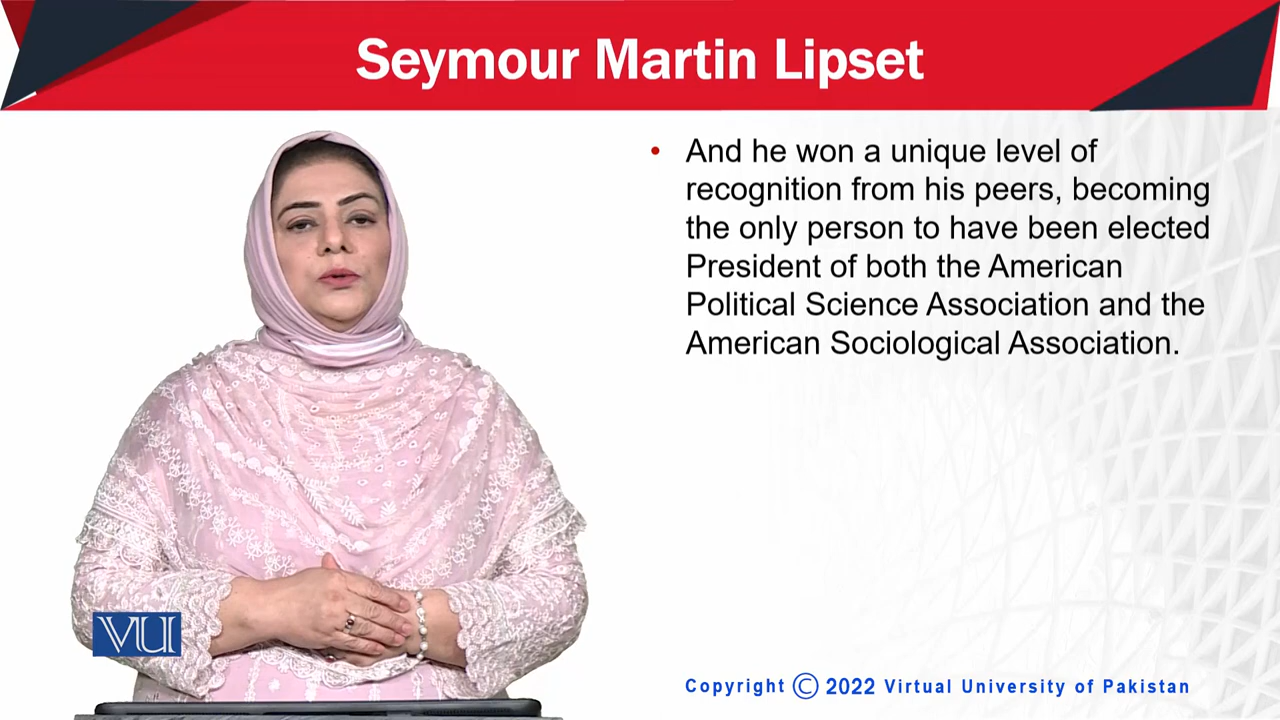 Seymour Martin Lipset
• And he won a unique level of
recognition from his peers, becoming
the only person to have been elected
President of both the American
Political Science Association and the
American Sociological Association.
VU
Copyright © 2022 Virtual University of Pakistan